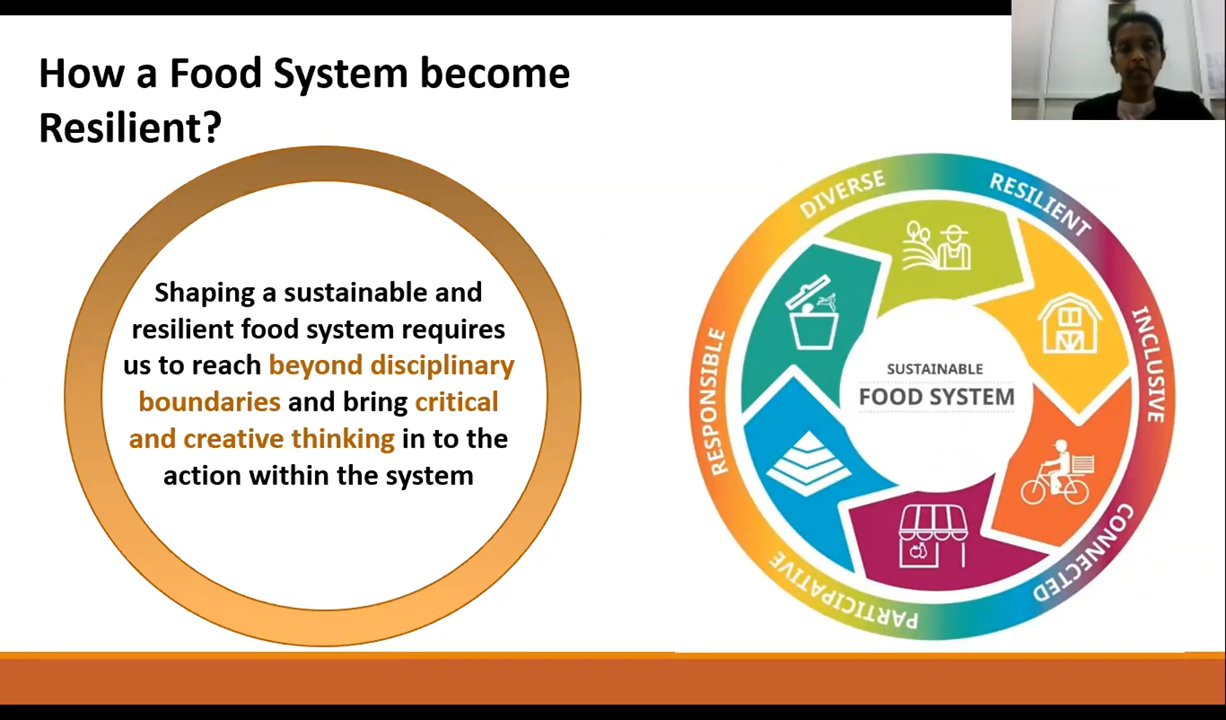 How a Food System become
Resilient?
Shaping a sustainable and
resilient food system requires
us to reach beyond disciplinary
boundaries and bring critical
and creative thinking in to the
action within the system
DIVERSE
RESILIENT
INCLUSIVE
CONNECTED
PARTICIPATIVE
RESPONSIBLE
SUSTAINABLE
FOOD SYSTEM